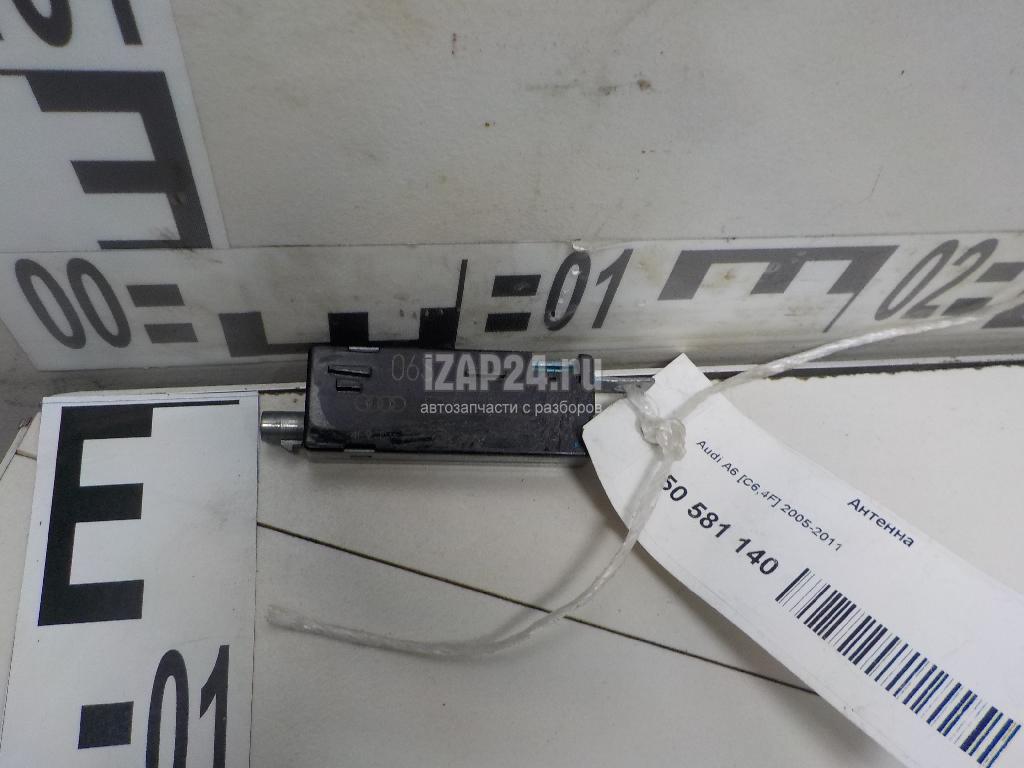 00
01
02
iZAP24.ru
автозапчасти с разборов
E
01
Антенна
Audi A6 [C6,4F] 2005-2011
50 581 140